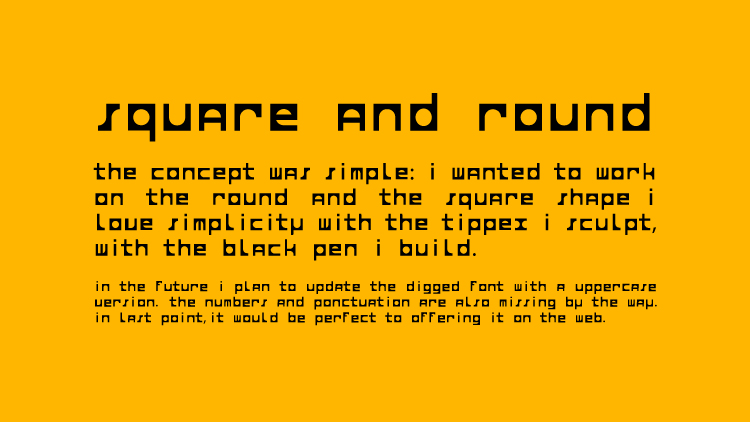 square and round
the concept was simple: i wanted to work
on the round and the square shape i
love simplicity with the tippex i sculpt,
with the black pen i build.
in the future i plan to update the digged font with a uppercase
version. the numbers and ponctuation are also missing by the way.
in last point, it would be perfect to offering it on the web.